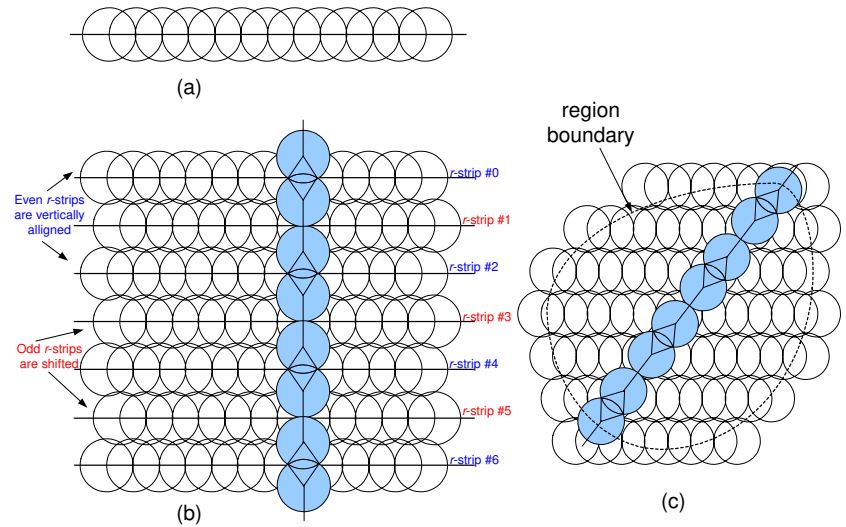 (a)
region
boundary
r-strip #0
Even r-strips
are vertically
alligned
r-strip #1
r-strip #2
r-strip #3
Odd r-strips
are shifted
r-strip #4
r-strip #5
r-strip #6
(b)
(c)